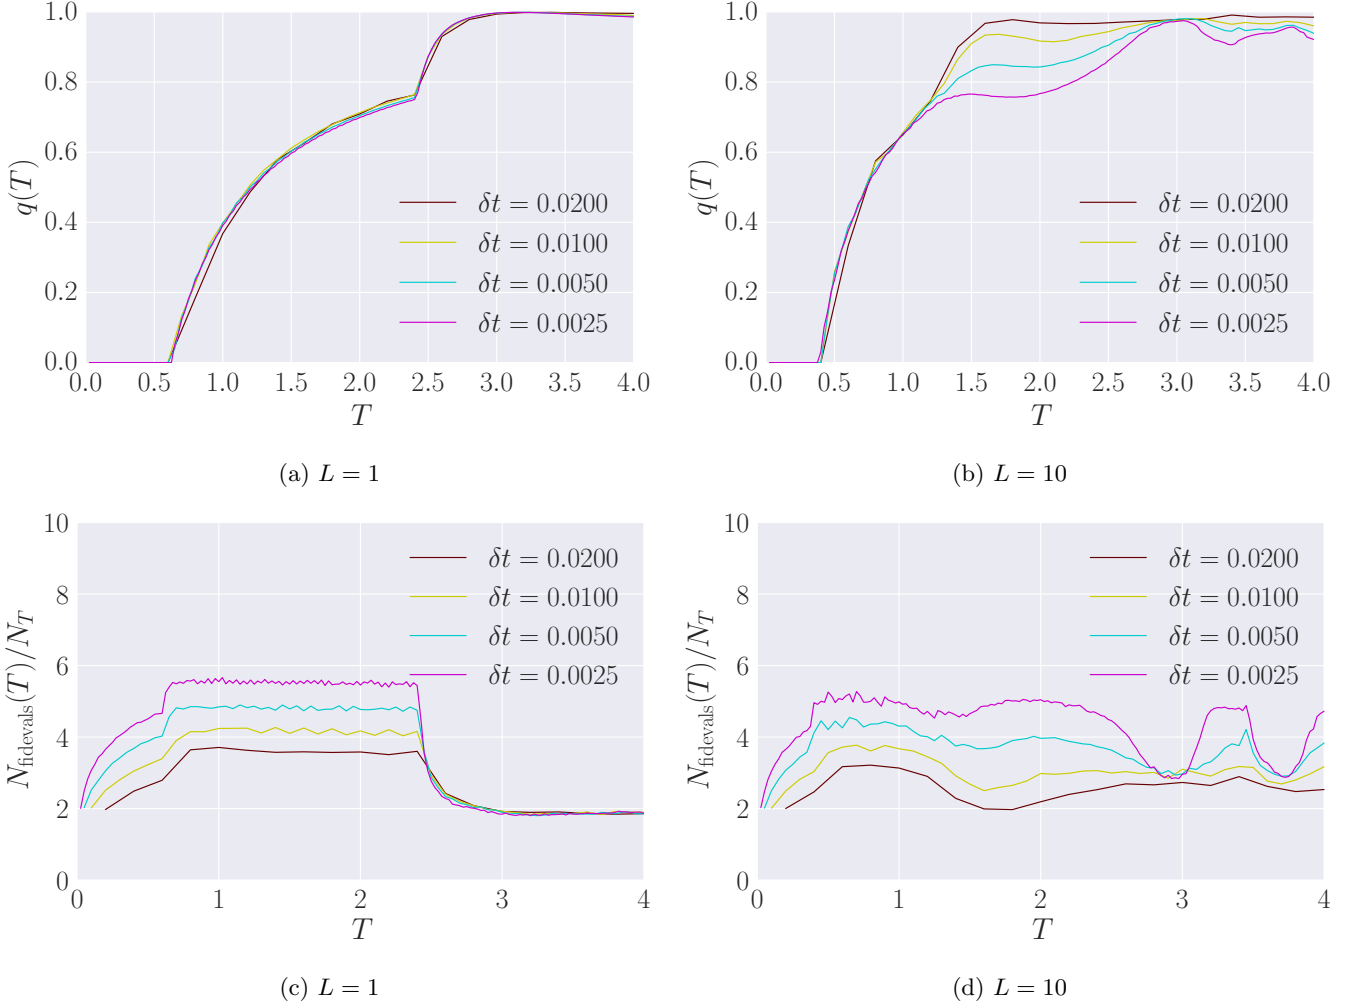 1.0
0.8
0.6
0.4
0.2
0.0
q(T)
δt = 0.0200
δt = 0.0100
δt = 0.0050
δt = 0.0025
0.0 0.5 1.0 1.5 2.0 2.5 3.0 3.5 4.0
T
(a) L = 1
1.0
0.8
0.6
0.4
0.2
0.0
q(T)
δt = 0.0200
δt = 0.0100
δt = 0.0050
δt = 0.0025
0.0 0.5 1.0 1.5 2.0 2.5 3.0 3.5 4.0
T
(b) L = 10
10
8
6
4
2
0
N_fidevals(T)/N_T
δt = 0.0200
δt = 0.0100
δt = 0.0050
δt = 0.0025
0 1 2 3 4
T
(c) L = 1
10
8
6
4
2
0
N_fidevals(T)/N_T
δt = 0.0200
δt = 0.0100
δt = 0.0050
δt = 0.0025
0 1 2 3 4
T
(d) L = 10